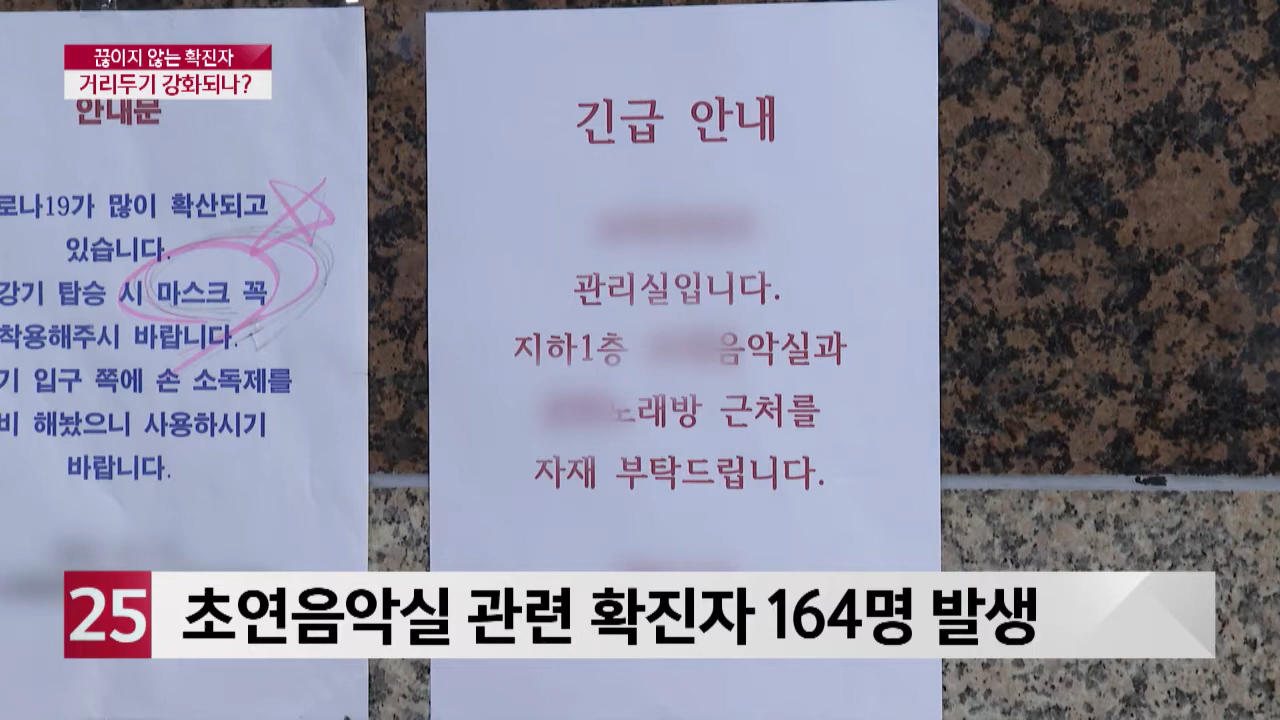 끊이지 않는 확진자
거리두기 강화되나?
안내문
로나19가 많이 확산되고
있습니다.
강기 탑승 시 마스크 꼭
착용해주시 바랍니다.
기 입구 쪽에 손 소독제를
비 해놨으니 사용하시기
바랍니다.
긴급 안내
관리실입니다.
지하1층 음악실과
노래방 근처를
자재 부탁드립니다.
25 초연음악실 관련 확진자 164명 발생